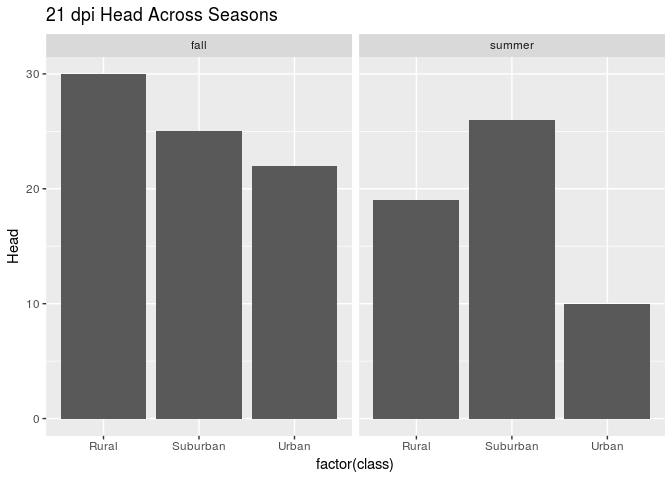 21 dpi Head Across Seasons
fall
summer
30
20
10
0
Head
Rural Suburban Urban
Rural Suburban Urban
factor(class)